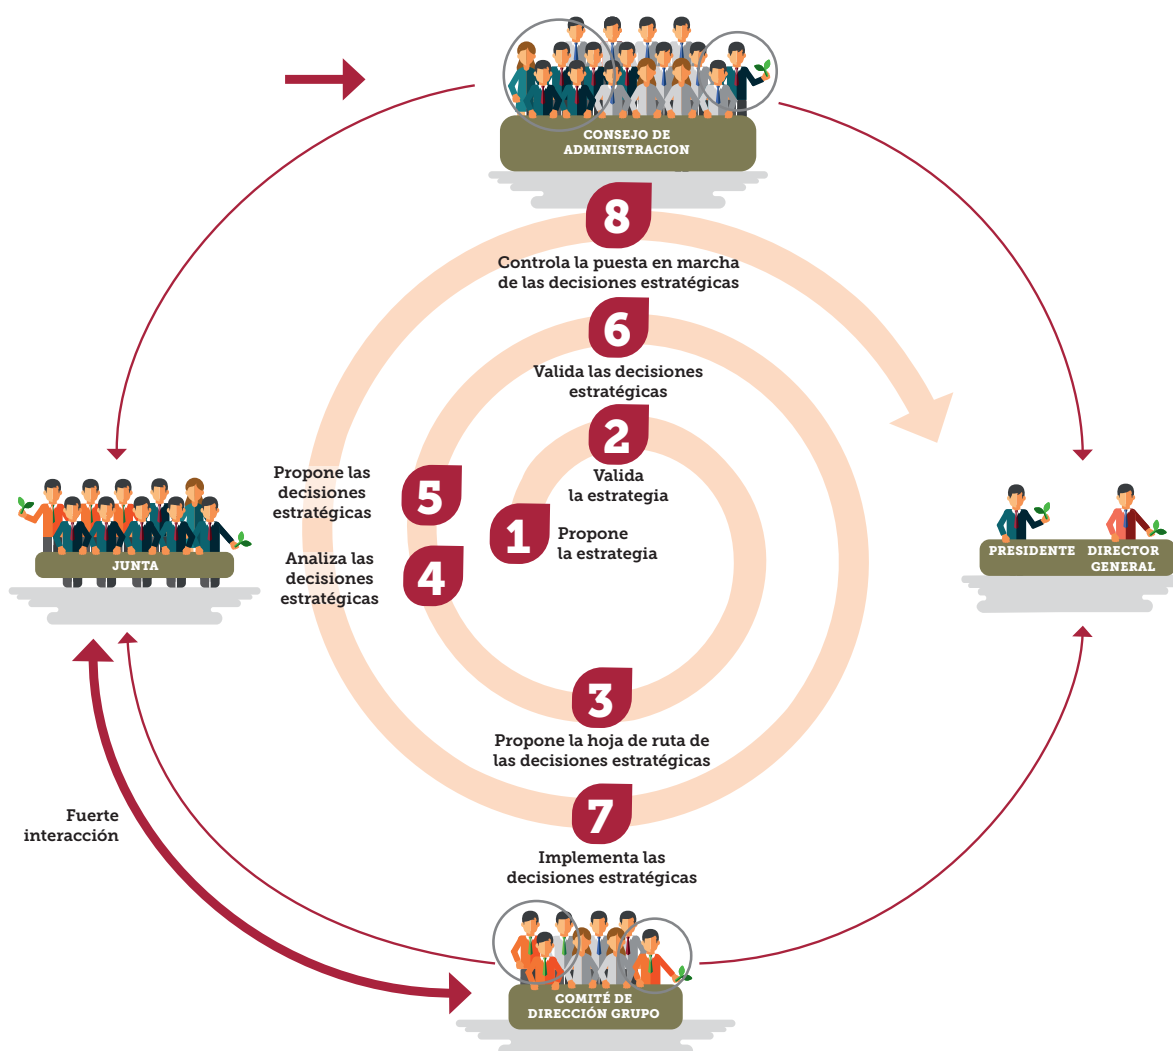 CONSEJO DE
ADMINISTRACION
8
Controla la puesta en marcha
de las decisiones estratégicas
6
Valida las decisiones
estratégicas
2
Valida
la estrategia
Propone las
decisiones
estratégicas
5
1
Propone
la estrategia
Analiza las
decisiones
estratégicas
4
JUNTA
PRESIDENTE
DIRECTOR
GENERAL
3
Propone la hoja de ruta de
las decisiones estratégicas
7
Implementa las
decisiones estratégicas
Fuerte
interacción
COMITÉ DE
DIRECCIÓN GRUPO